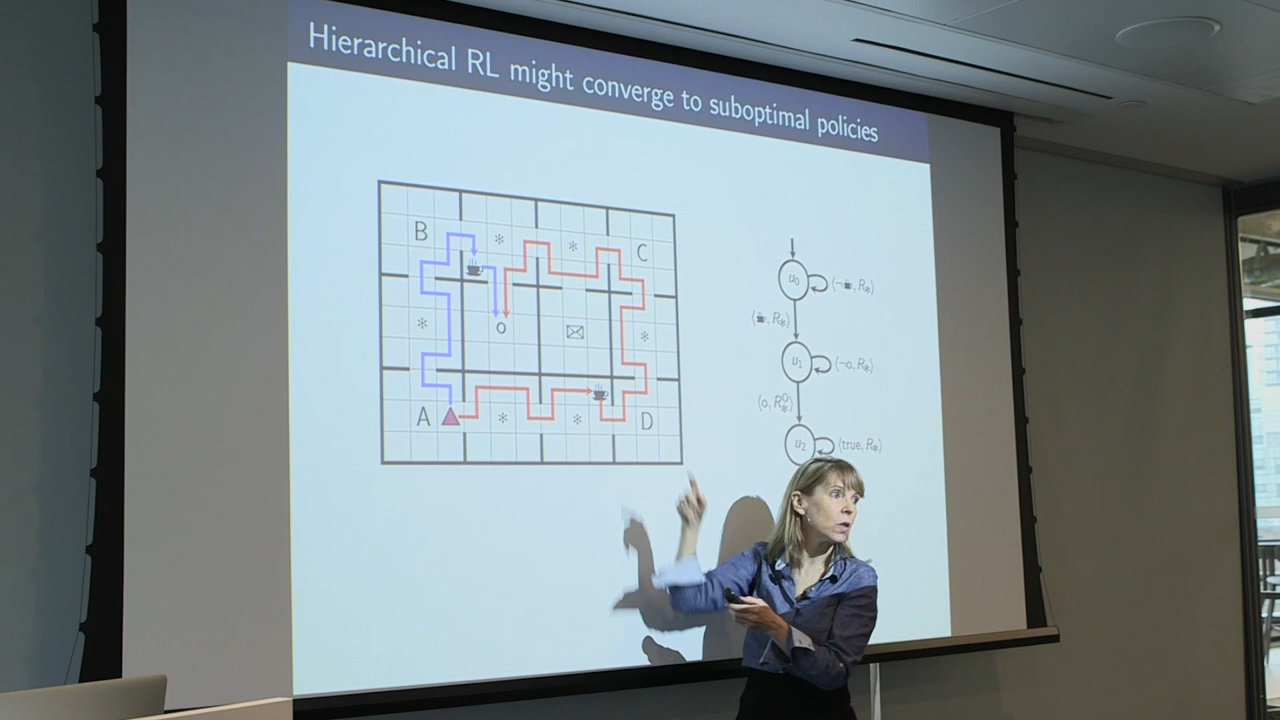 Hierarchical RL might converge to suboptimal policies
B
*
*
C
*
o
*
A
*
*
D
u₀
⟨¬☕, R*⟩
⟨☕, R*⟩
u₁
⟨¬o, R*⟩
⟨o, R*ᴼ⟩
u₂
⟨true, R*⟩